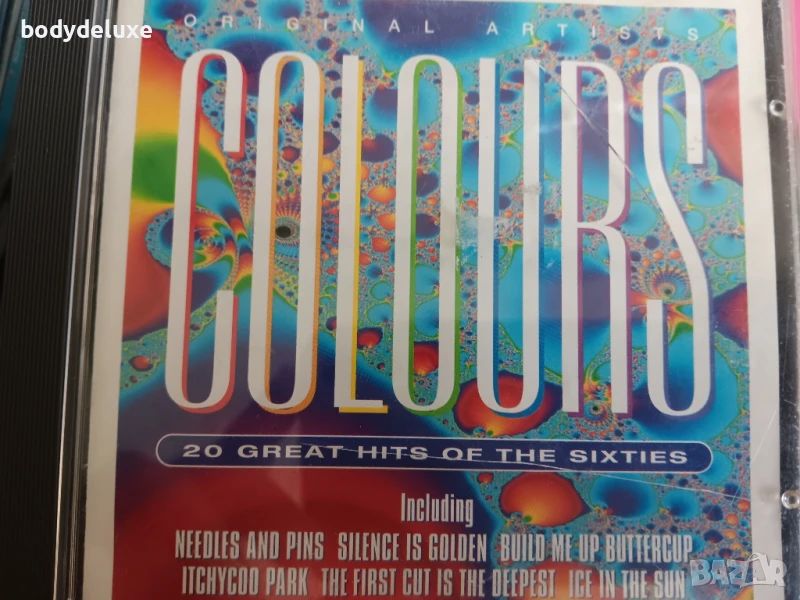 bodydeluxe
ORIGINAL ARTISTS
COLOURS
20 GREAT HITS OF THE SIXTIES
Including
NEEDLES AND PINS SILENCE IS GOLDEN BUILD ME UP BUTTERCUP
ITCHYCOO PARK THE FIRST CUT IS THE DEEPEST ICE IN THE SUN
BAZAR